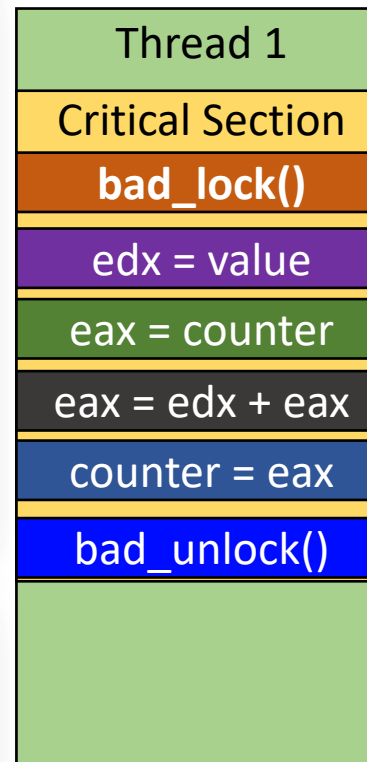 Thread 1
Critical Section
bad_lock()
edx = value
eax = counter
eax = edx + eax
counter = eax
bad_unlock()